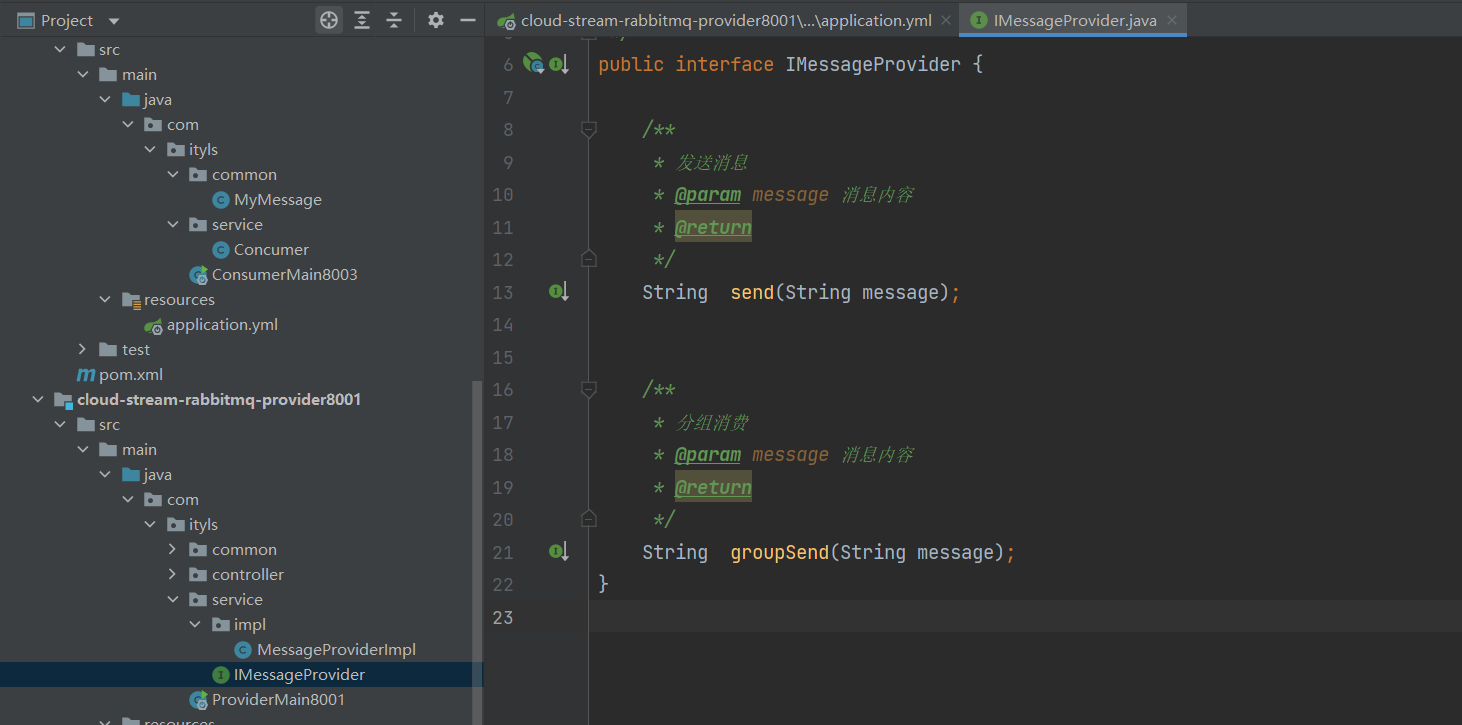 Project
src
main
java
com
ityls
common
MyMessage
service
Concumer
ConsumerMain8003
resources
application.yml
test
pom.xml
cloud-stream-rabbitmq-provider8001
src
main
java
com
ityls
common
controller
service
impl
MessageProviderImpl
IMessageProvider
ProviderMain8001
resources
cloud-stream-rabbitmq-provider8001\...\application.yml
IMessageProvider.java
6 public interface IMessageProvider {
7
8 /**
9 * 发送消息
10 * @param message 消息内容
11 * @return
12 */
13 String send(String message);
14
15
16 /**
17 * 分组消费
18 * @param message 消息内容
19 * @return
20 */
21 String groupSend(String message);
22 }
23